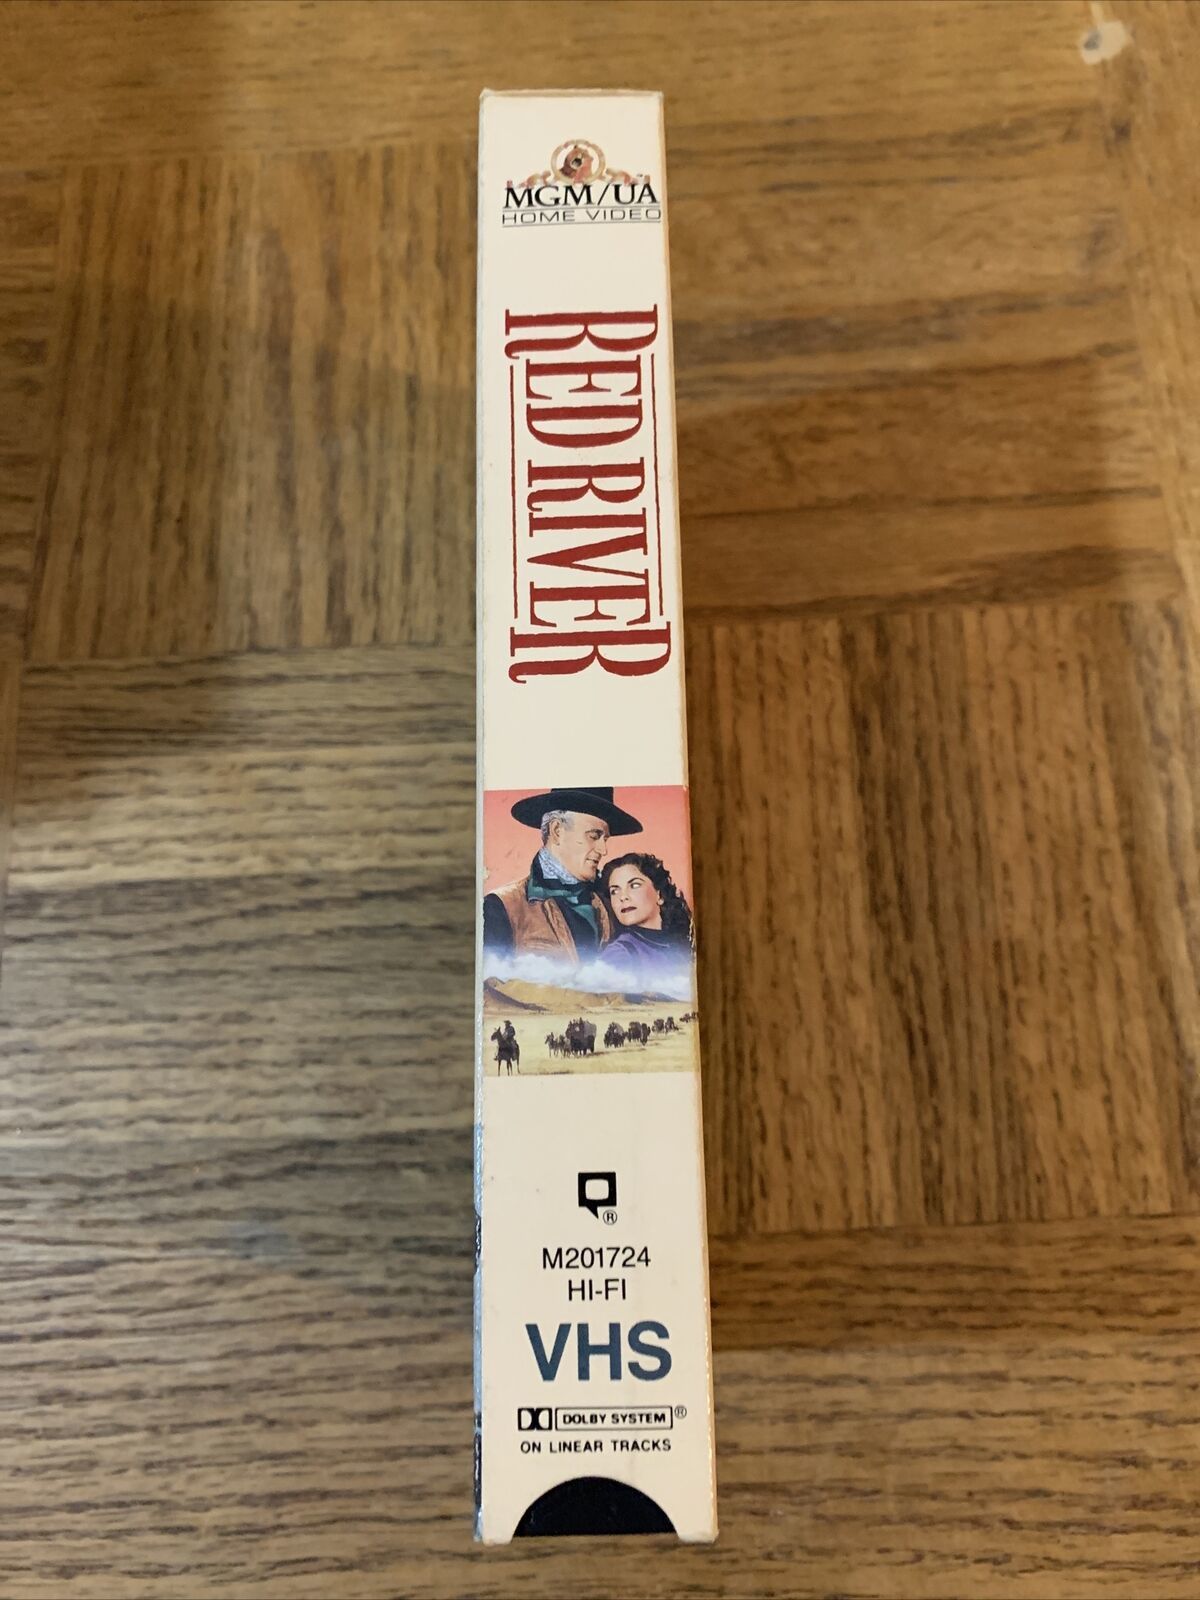 MGM/UA
HOME VIDEO
RED RIVER
®
M201724
HI-FI
VHS
DOLBY SYSTEM ®
ON LINEAR TRACKS